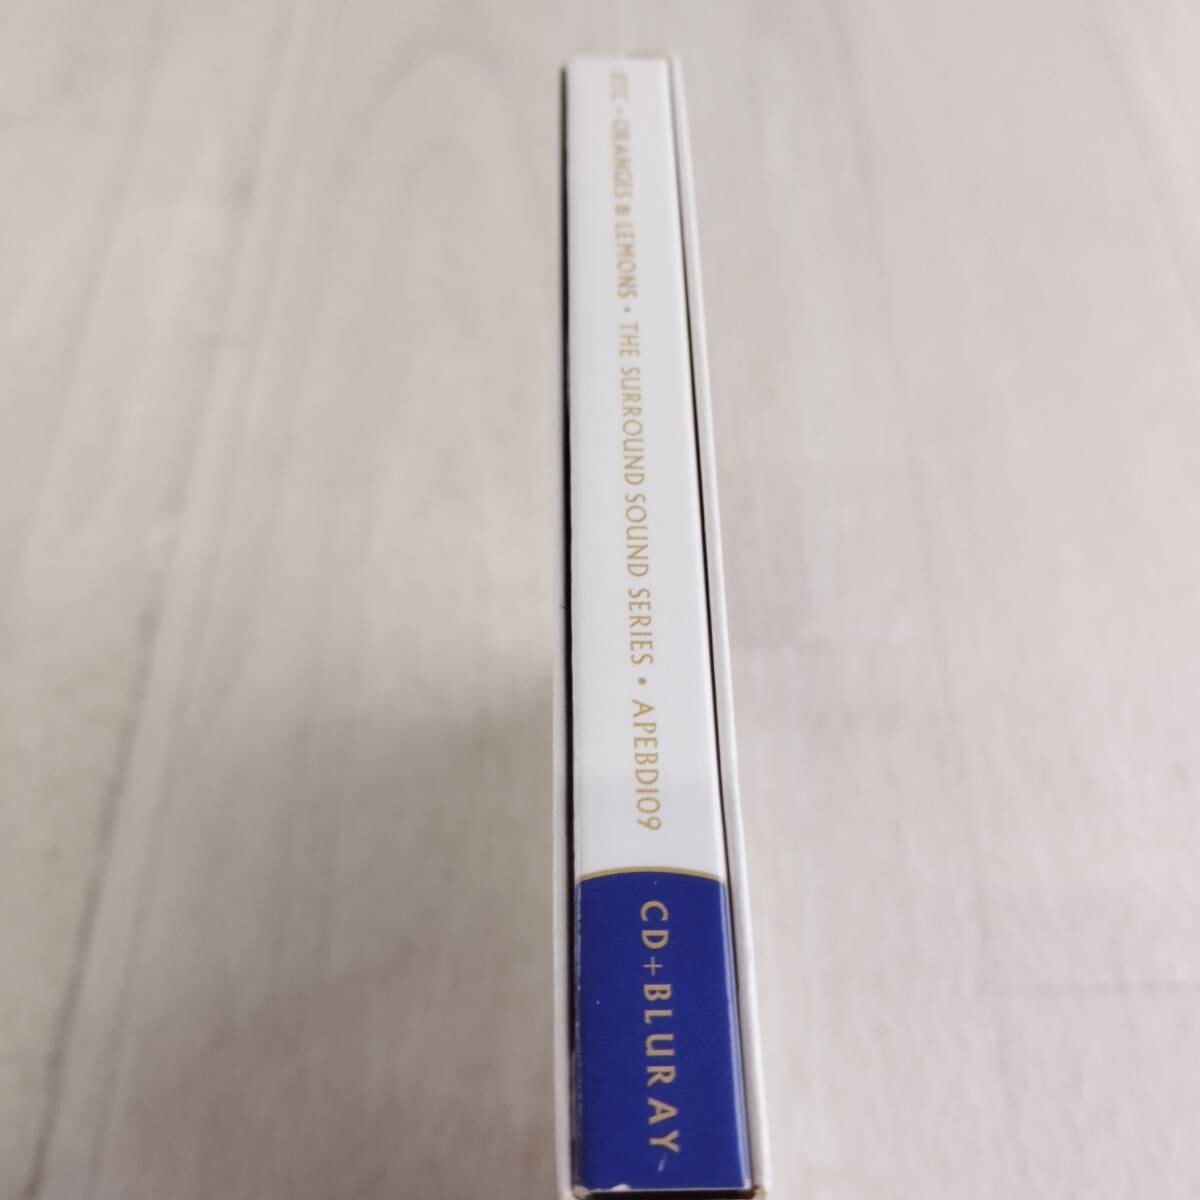 XTC • ORANGES & LEMONS • THE SURROUND SOUND SERIES • APEBD109
CD+BLURAY